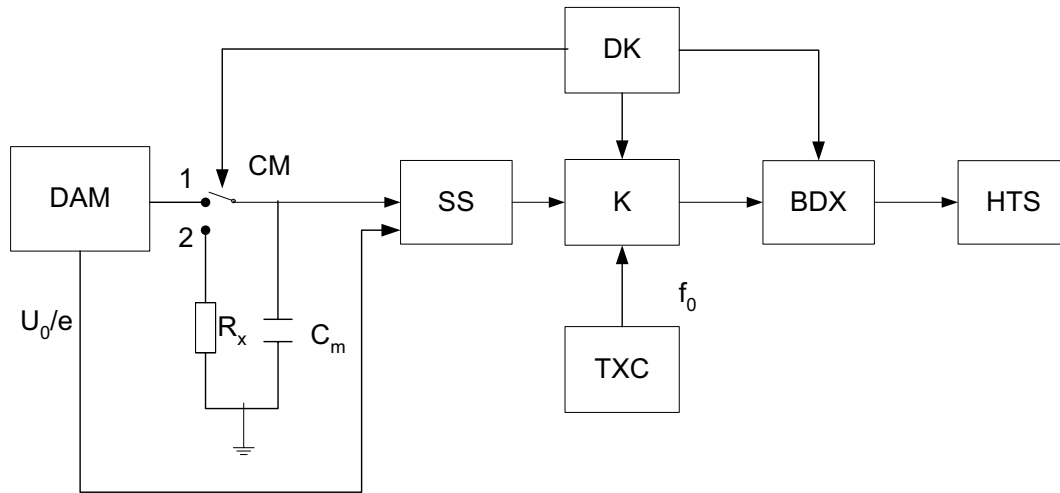 DK
CM
1
DAM
SS
K
BDX
HTS
2
U₀/e
Rₓ
Cₘ
f₀
TXC